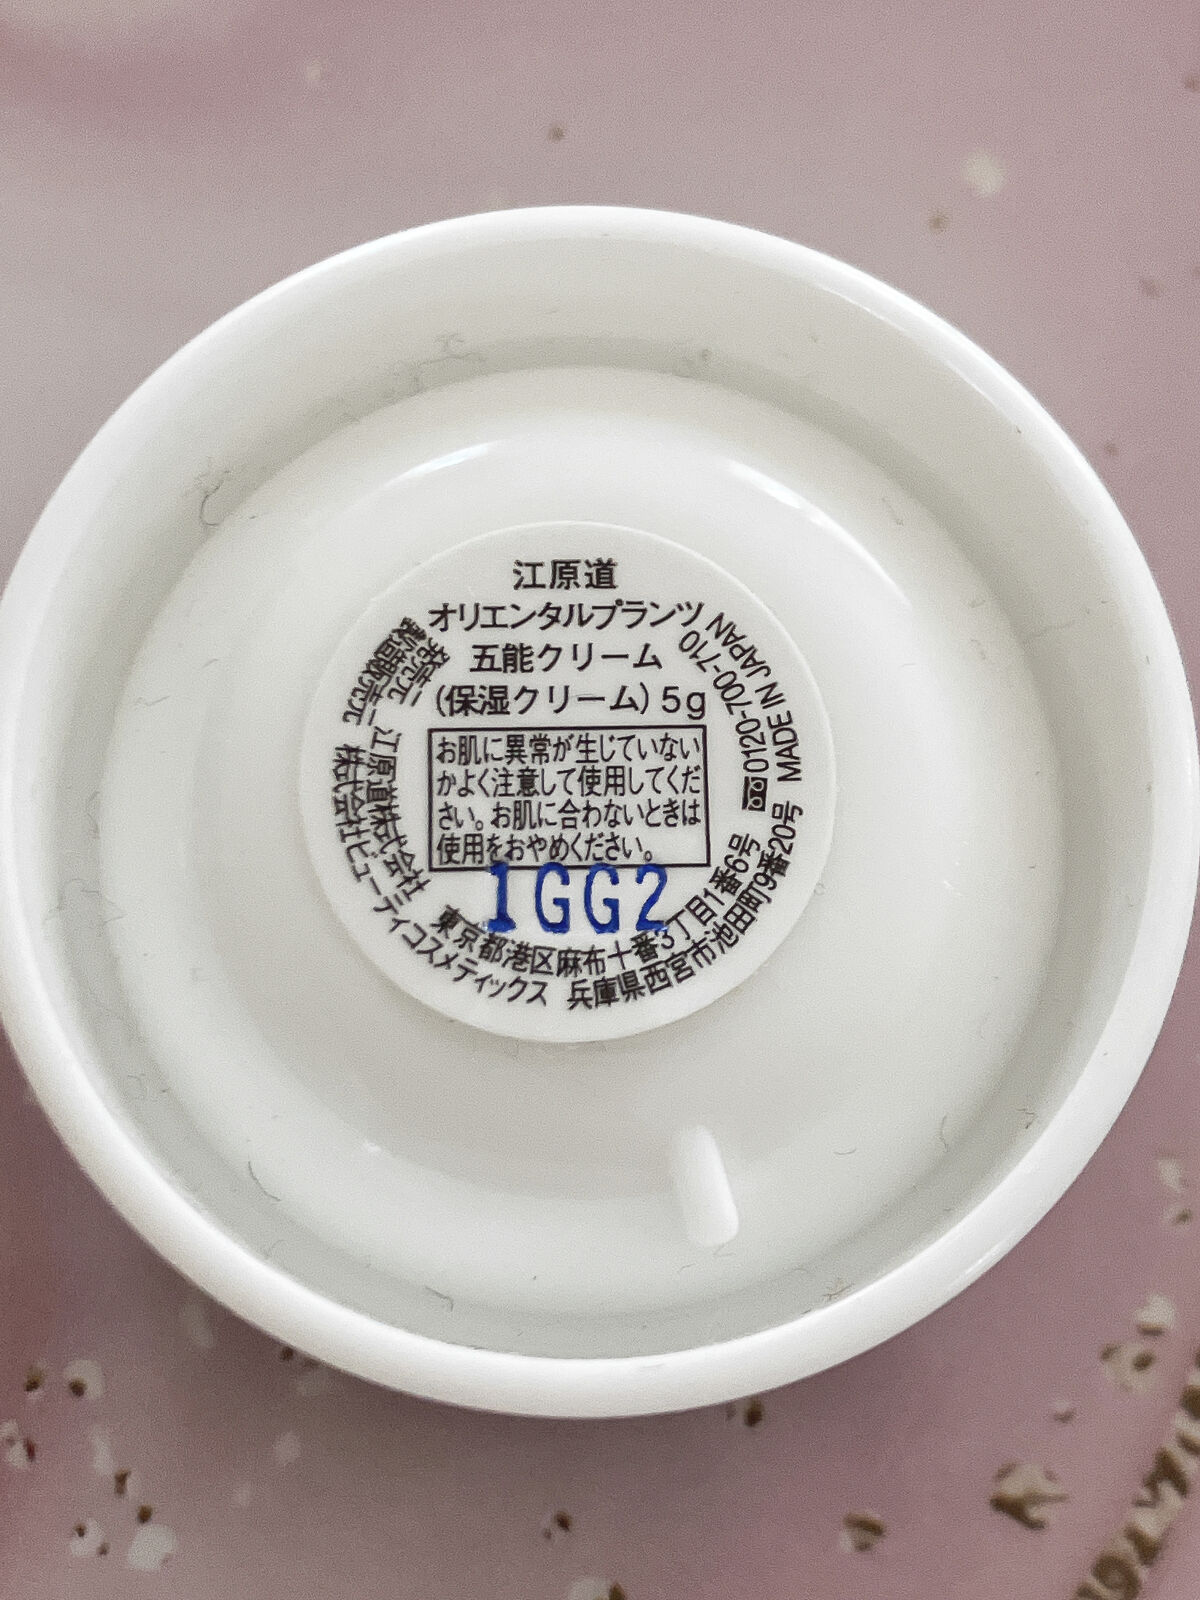 江原道
オリエンタルプランツ
五能クリーム
(保湿クリーム) 5g
お肌に異常が生じていない
かよく注意して使用してくだ
さい。お肌に合わないときは
使用をおやめください。
1GG2
発売元 江原道株式会社 東京都港区麻布十番3丁目1番6号 0120-700-710
製造販売元 株式会社ビューティコスメティックス 兵庫県西宮市池田町9番20号 MADE IN JAPAN